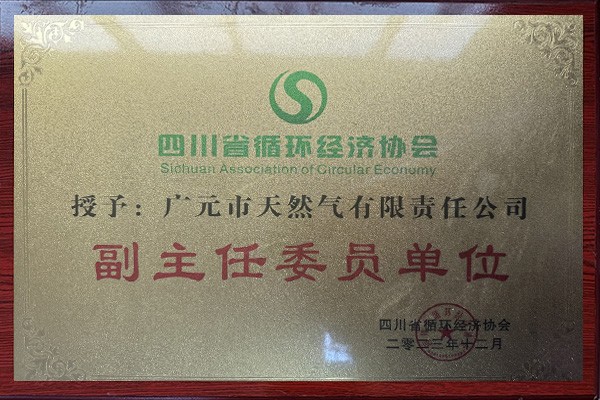 四川省循环经济协会
Sichuan Association of Circular Economy
授予：广元市天然气有限责任公司
副主任委员单位
四川省循环经济协会
二零二三年十二月